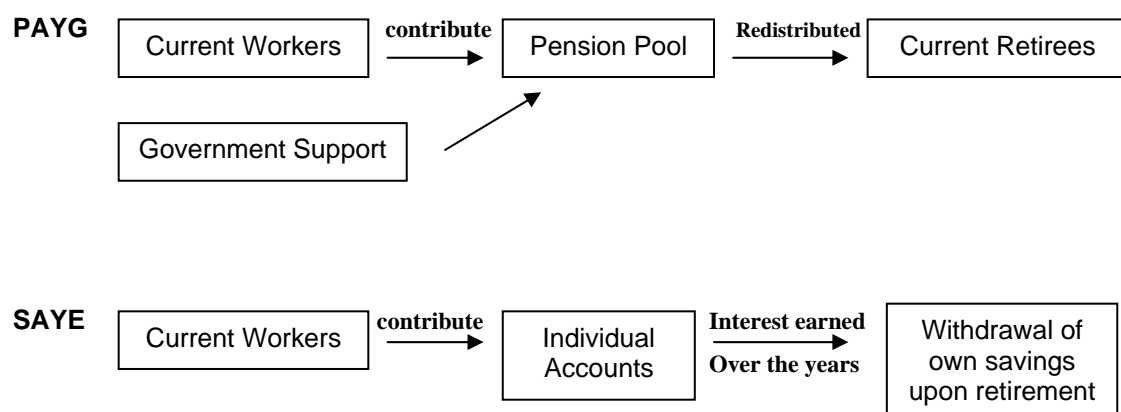 PAYG
Current Workers
contribute
Pension Pool
Redistributed
Current Retirees
Government Support
SAYE
Current Workers
contribute
Individual
Accounts
Interest earned
Over the years
Withdrawal of
own savings
upon retirement